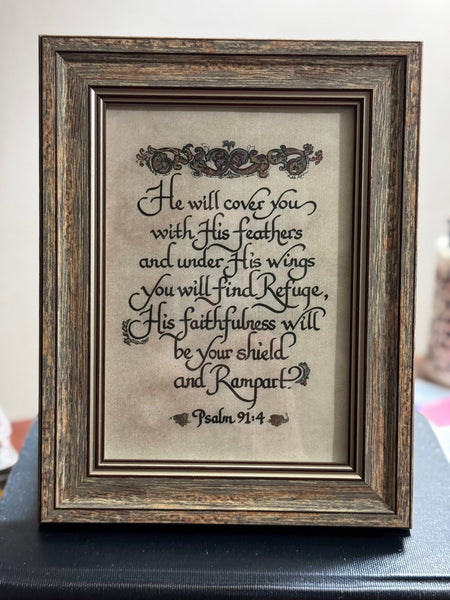 He will cover you
with His feathers
and under His wings
you will find Refuge,
His faithfulness will
be your shield
and Rampart.
Psalm 91:4